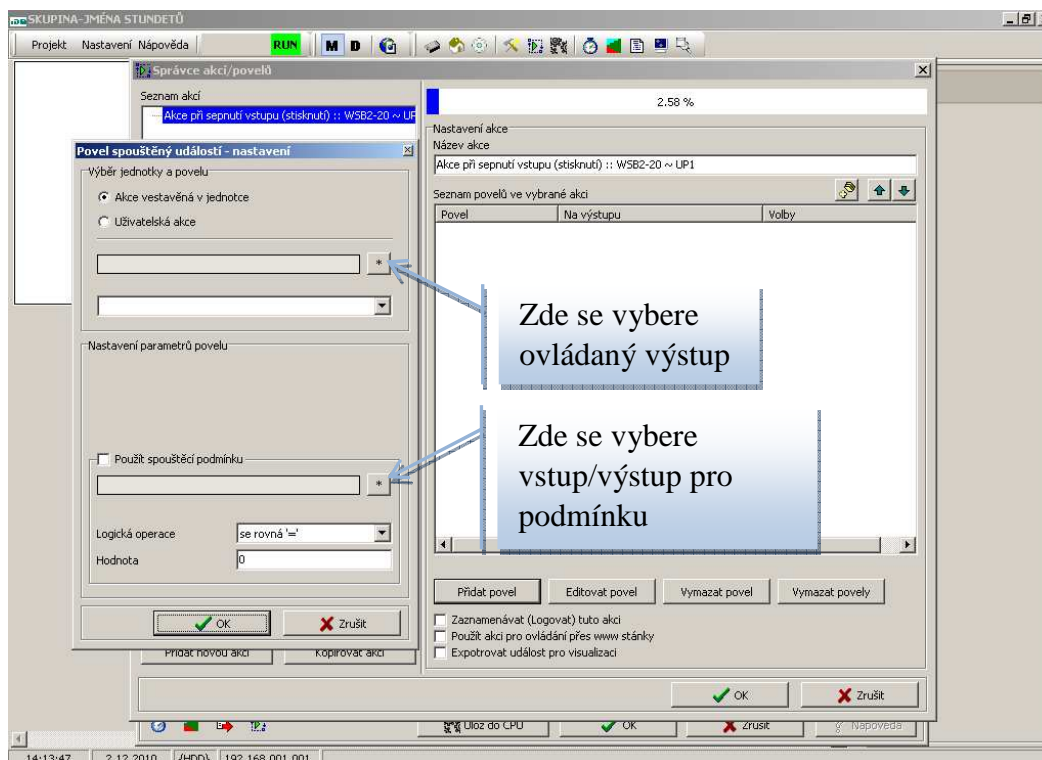 SKUPINA-JMÉNA STUNDETŮ
Projekt Nastavení Nápověda RUN M D
Správce akcí/povelů
Seznam akcí
Akce při sepnutí vstupu (stisknutí) :: WSB2-20 ~ UP
2.58 %
Nastavení akce
Název akce
Akce při sepnutí vstupu (stisknutí) :: WSB2-20 ~ UP1
Seznam povelů ve vybrané akci
Povel Na výstupu Volby
Povel spouštěný událostí - nastavení
Výběr jednotky a povelu
Akce vestavěná v jednotce
Uživatelská akce
*
Nastavení parametrů povelu
Použít spouštěcí podmínku
*
Logická operace se rovná '='
Hodnota 0
OK Zrušit
Zde se vybere
ovládaný výstup
Zde se vybere
vstup/výstup pro
podmínku
Přidat povel Editovat povel Vymazat povel Vymazat povely
Zaznamenávat (Logovat) tuto akci
Použít akci pro ovládání přes www stánky
Expotrovat událost pro visualizaci
Přidat novou akci Kopírovat akci
OK Zrušit
Ulož do CPU OK Zrušit Nápověda
14:13:47 2.12.2010 {HDD} 192.168.001.001